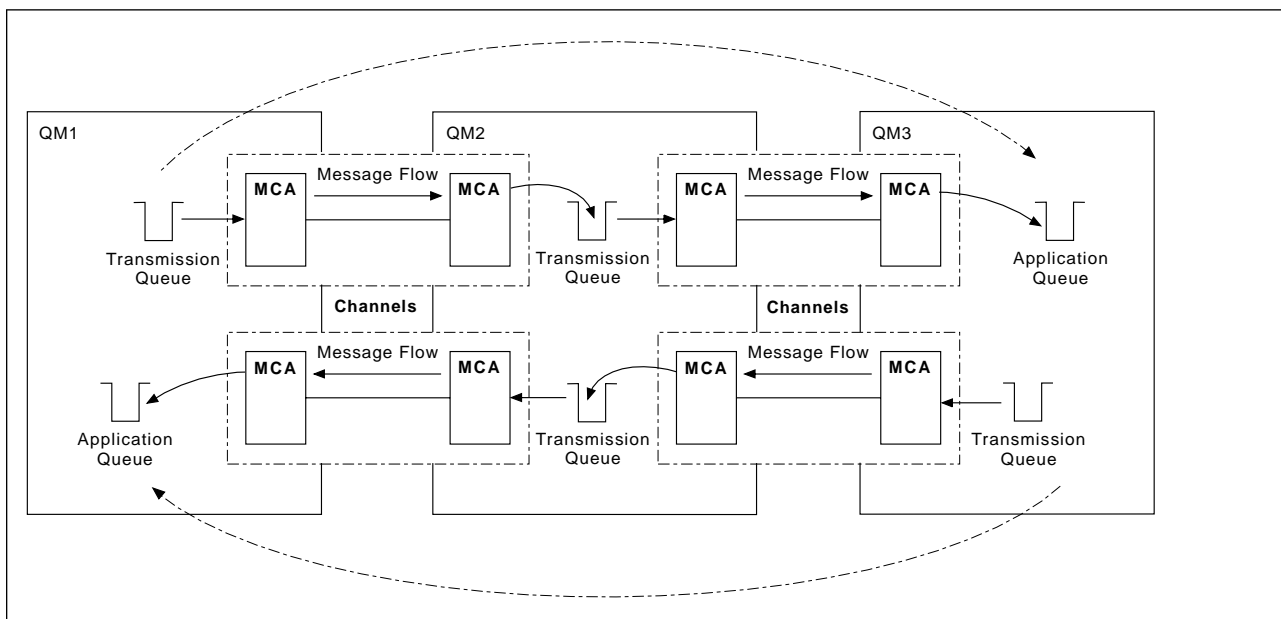 QM1
QM2
QM3
MCA
Message Flow
MCA
MCA
Message Flow
MCA
Transmission
Queue
Transmission
Queue
Application
Queue
Channels
Channels
MCA
Message Flow
MCA
MCA
Message Flow
MCA
Application
Queue
Transmission
Queue
Transmission
Queue